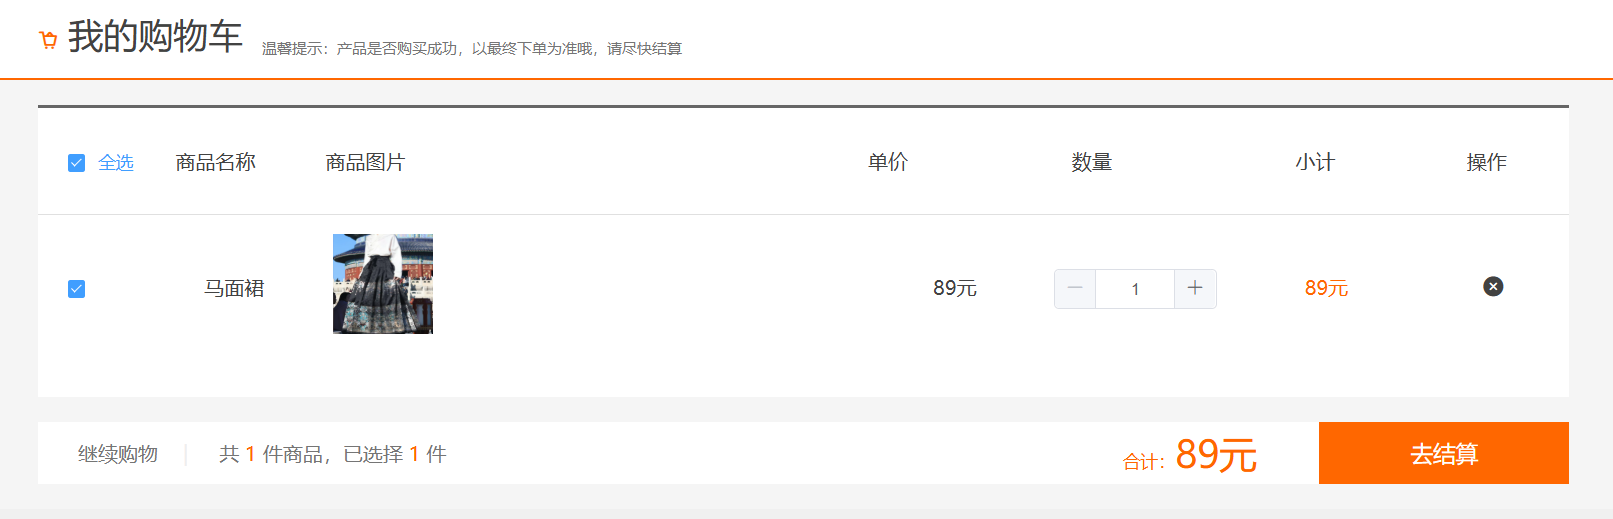 我的购物车 温馨提示：产品是否购买成功，以最终下单为准哦，请尽快结算
全选 商品名称 商品图片 单价 数量 小计 操作
马面裙 89元 1 89元
继续购物 共 1 件商品，已选择 1 件 合计：89元 去结算